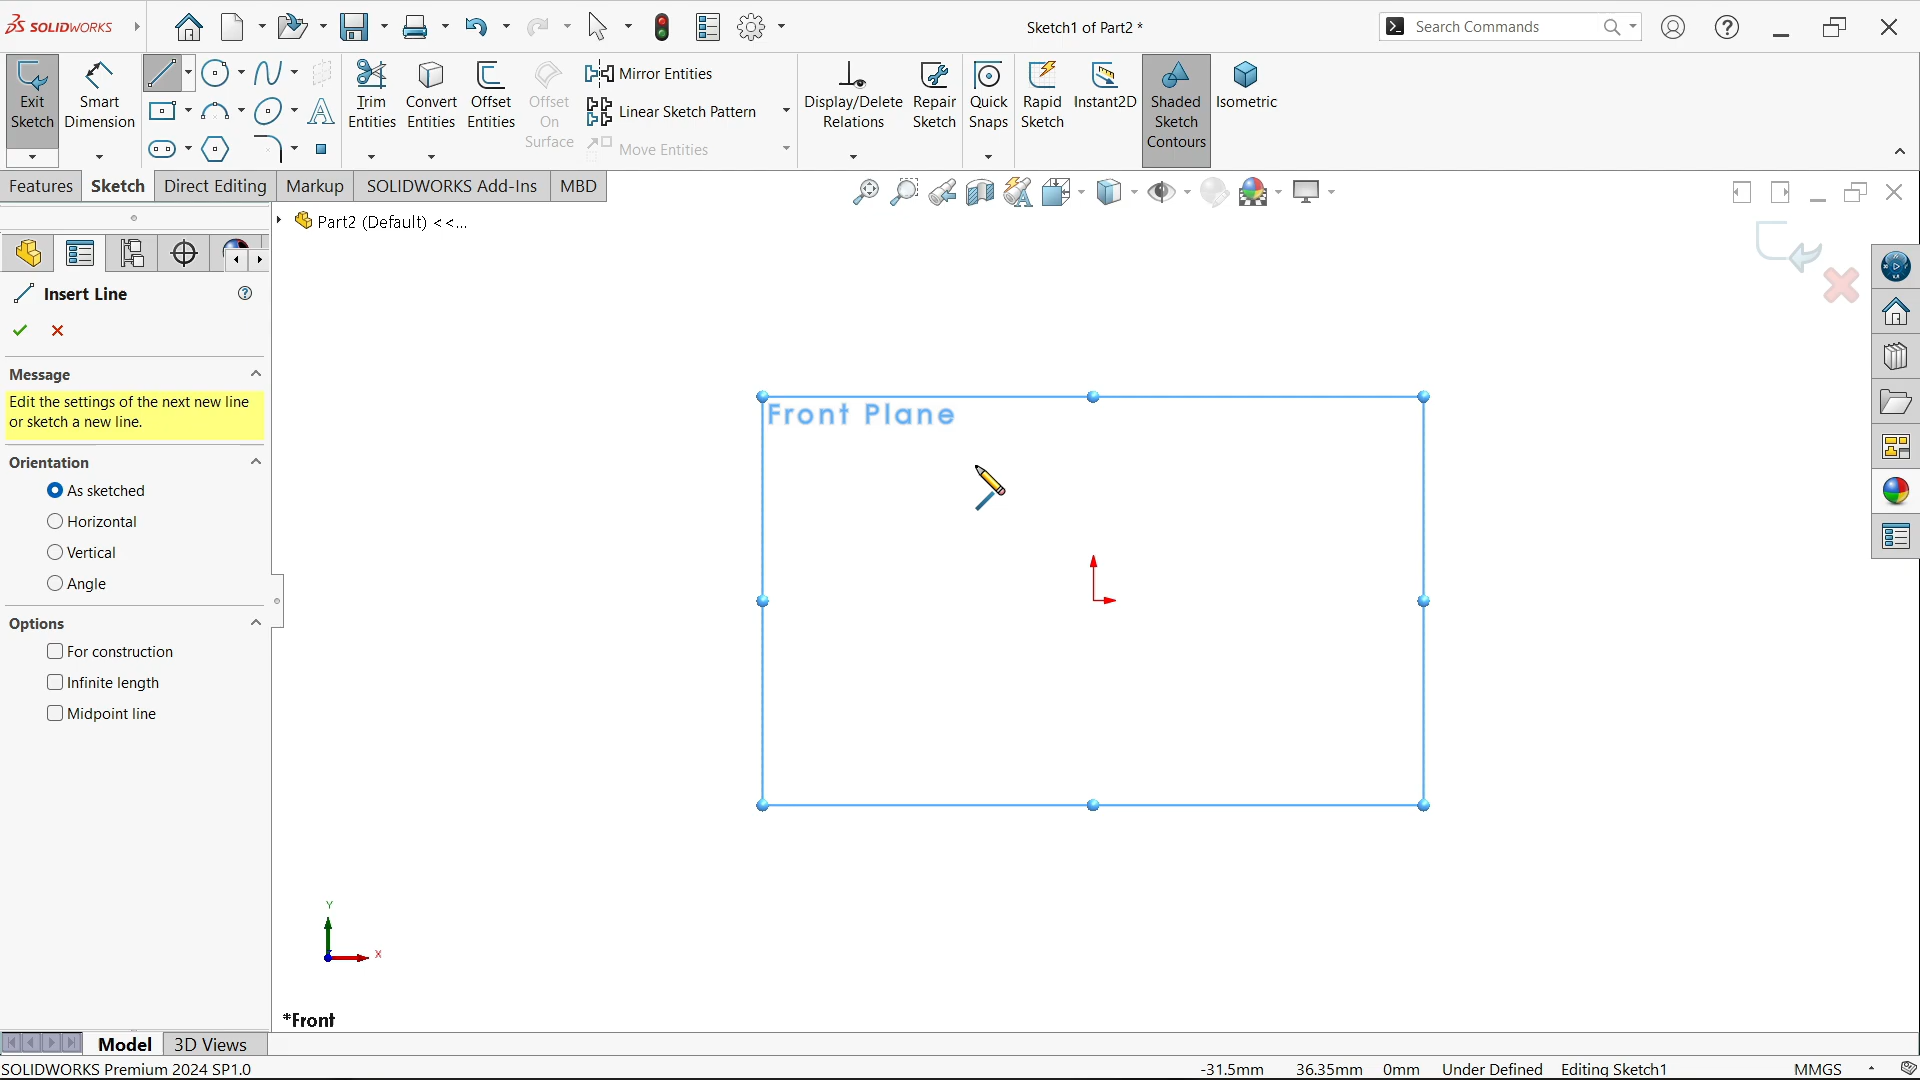 SOLIDWORKS
Sketch1 of Part2 *
Search Commands
Exit Sketch
Smart Dimension
Trim Entities
Convert Entities
Offset Entities
Offset On Surface
Mirror Entities
Linear Sketch Pattern
Move Entities
Display/Delete Relations
Repair Sketch
Quick Snaps
Rapid Sketch
Instant2D
Shaded Sketch Contours
Isometric
Features
Sketch
Direct Editing
Markup
SOLIDWORKS Add-Ins
MBD
Part2 (Default) <<...
Insert Line
Message
Edit the settings of the next new line
or sketch a new line.
Orientation
As sketched
Horizontal
Vertical
Angle
Options
For construction
Infinite length
Midpoint line
Front Plane
Y
X
*Front
Model
3D Views
SOLIDWORKS Premium 2024 SP1.0
-31.5mm
36.35mm
0mm
Under Defined
Editing Sketch1
MMGS